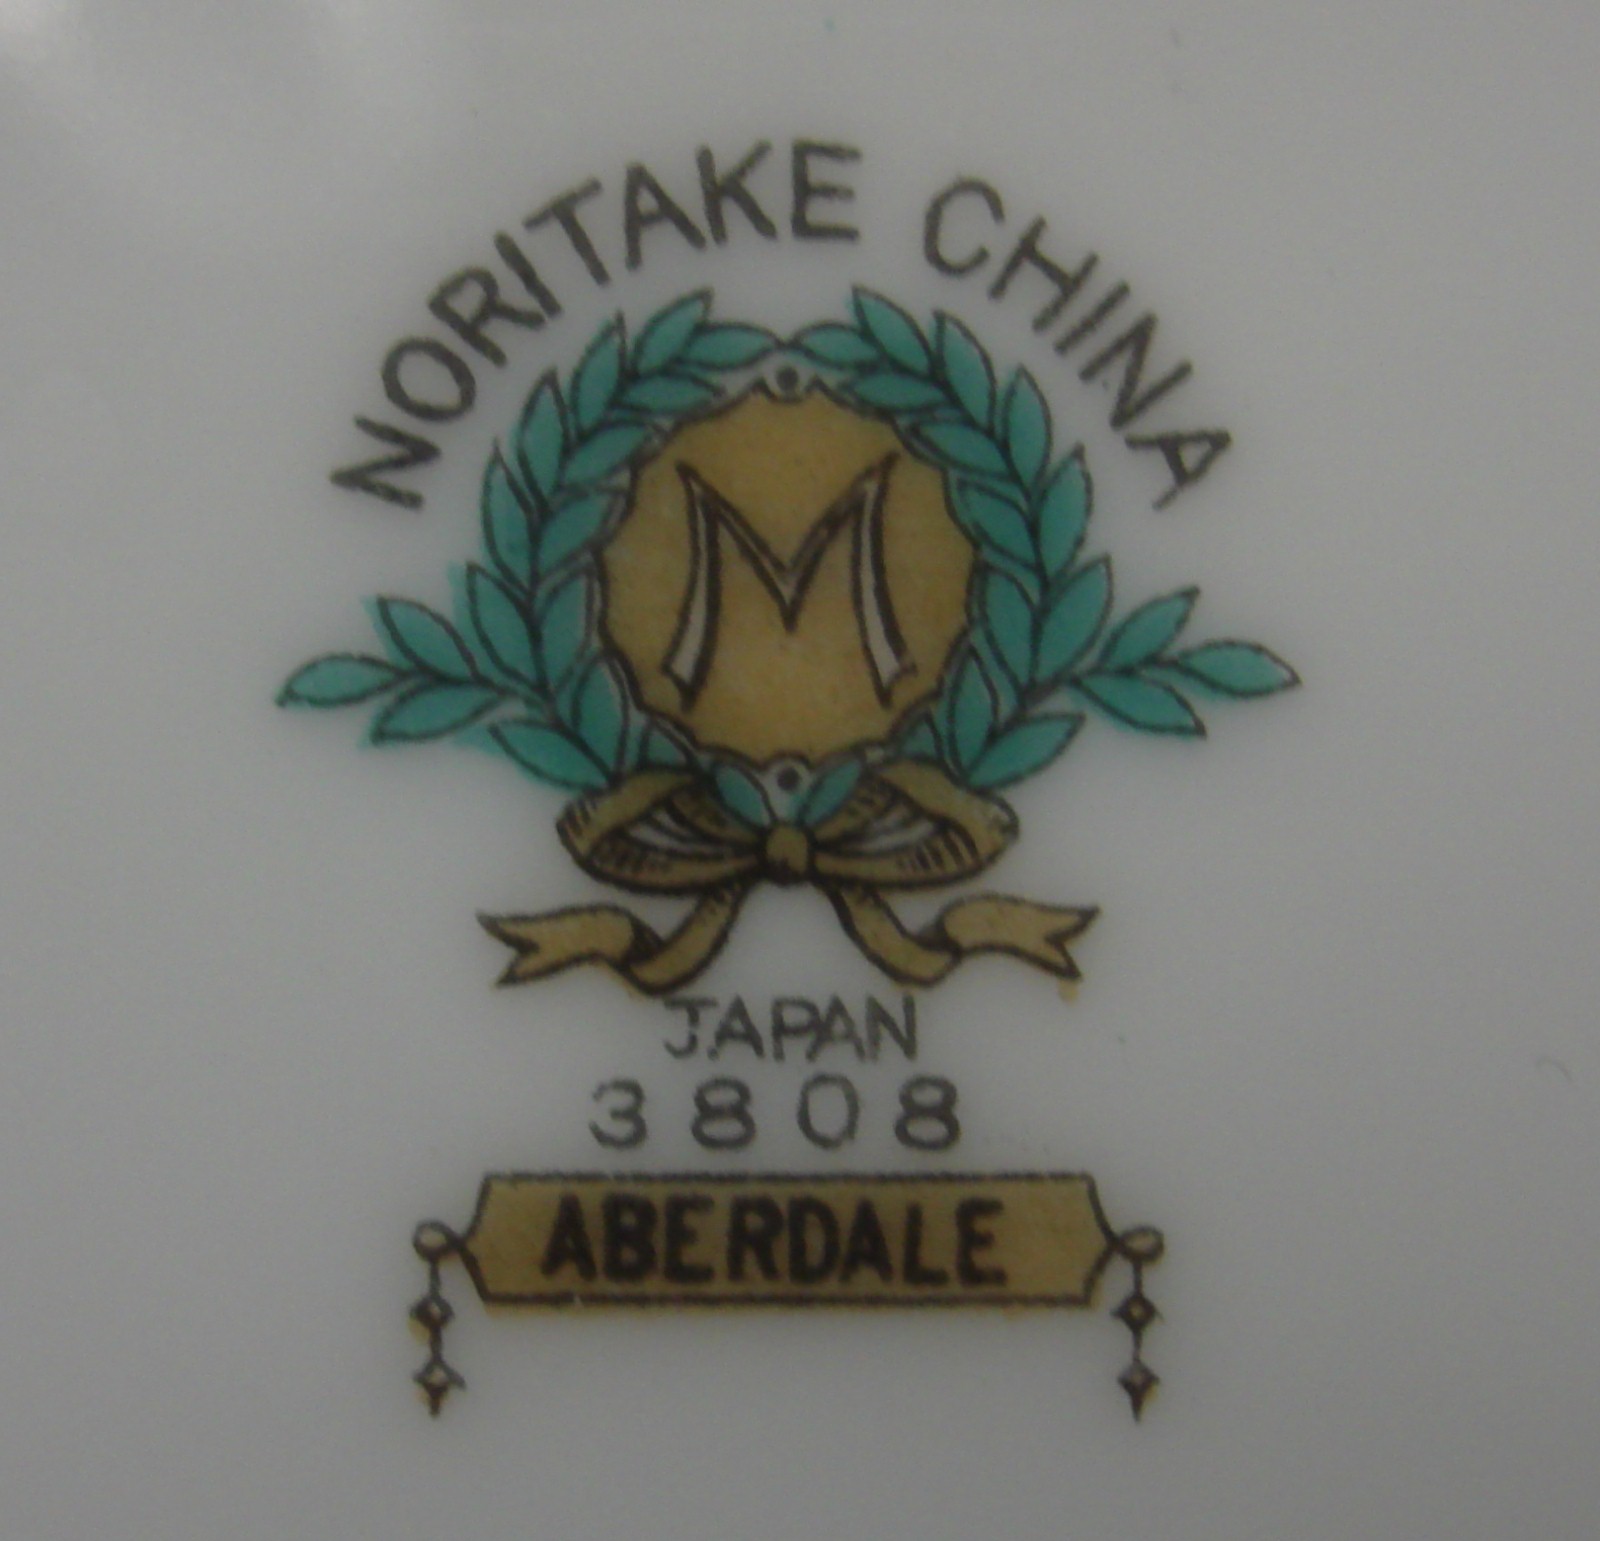 NORITAKE CHINA
M
JAPAN
3808
ABERDALE